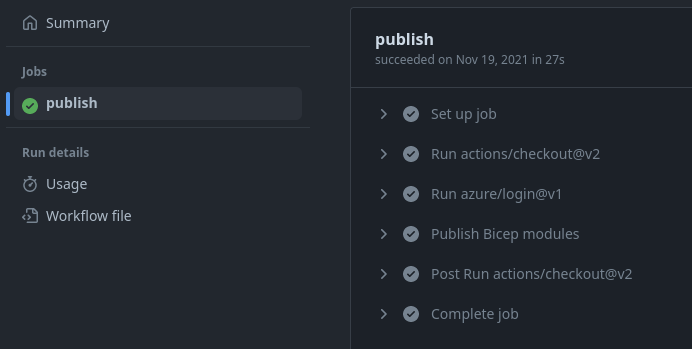 Summary
Jobs
publish
Run details
Usage
Workflow file
publish
succeeded on Nov 19, 2021 in 27s
Set up job
Run actions/checkout@v2
Run azure/login@v1
Publish Bicep modules
Post Run actions/checkout@v2
Complete job